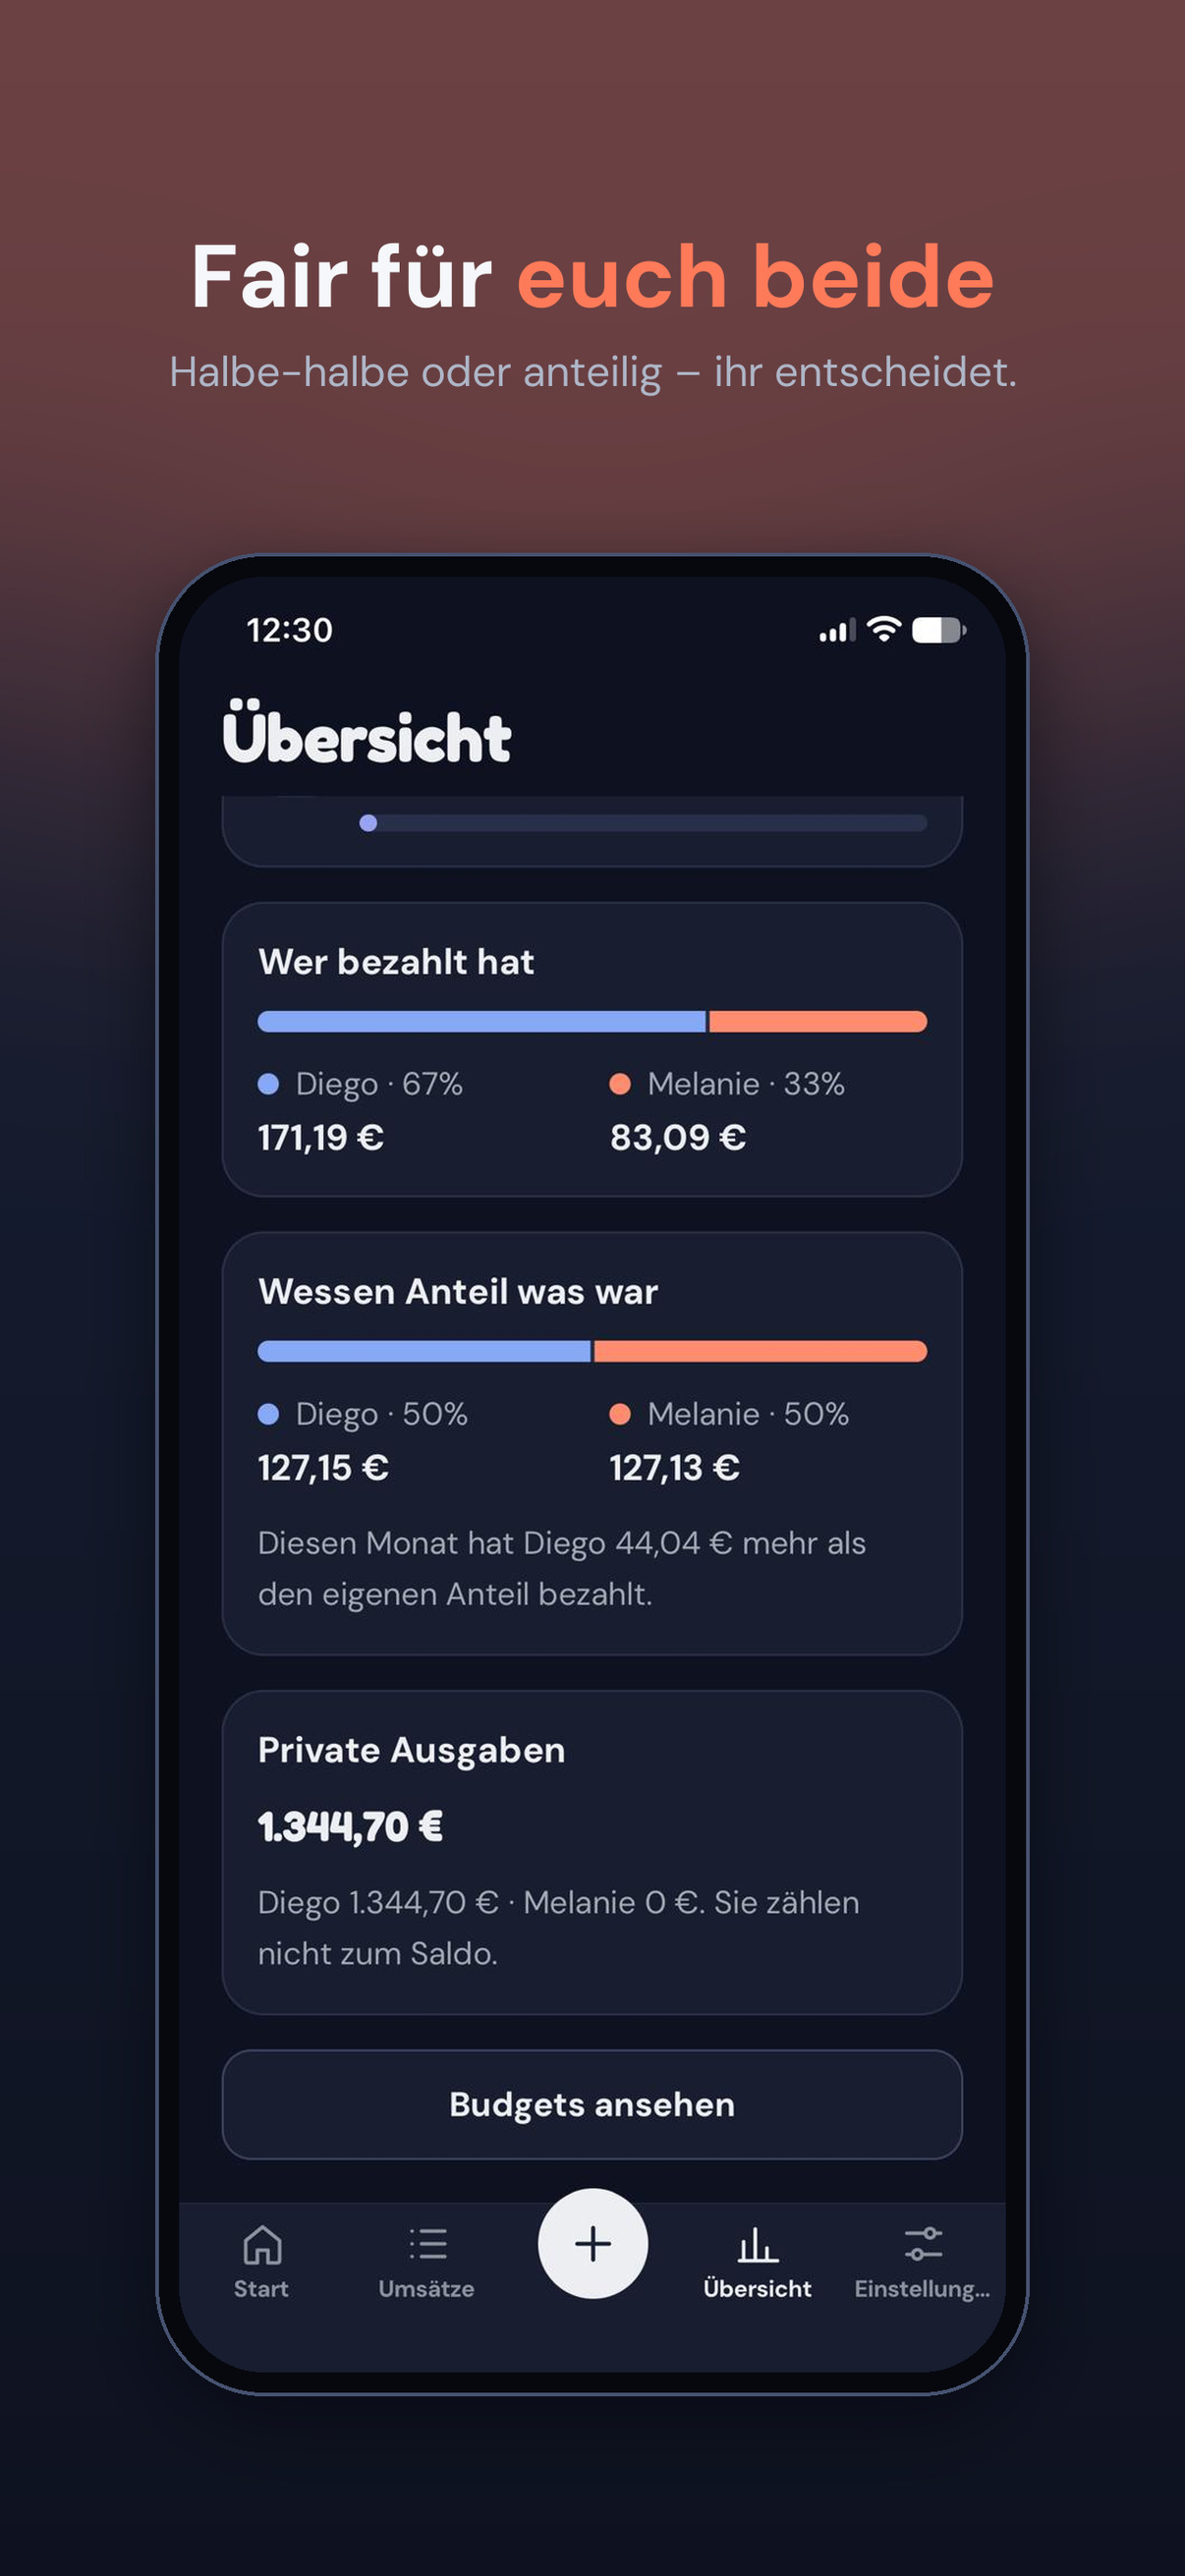 Fair für euch beide
Halbe-halbe oder anteilig – ihr entscheidet.
12:30
Übersicht
Wer bezahlt hat
Diego · 67%
Melanie · 33%
171,19 €
83,09 €
Wessen Anteil was war
Diego · 50%
Melanie · 50%
127,15 €
127,13 €
Diesen Monat hat Diego 44,04 € mehr als
den eigenen Anteil bezahlt.
Private Ausgaben
1.344,70 €
Diego 1.344,70 € · Melanie 0 €. Sie zählen
nicht zum Saldo.
Budgets ansehen
Start
Umsätze
Übersicht
Einstellung...